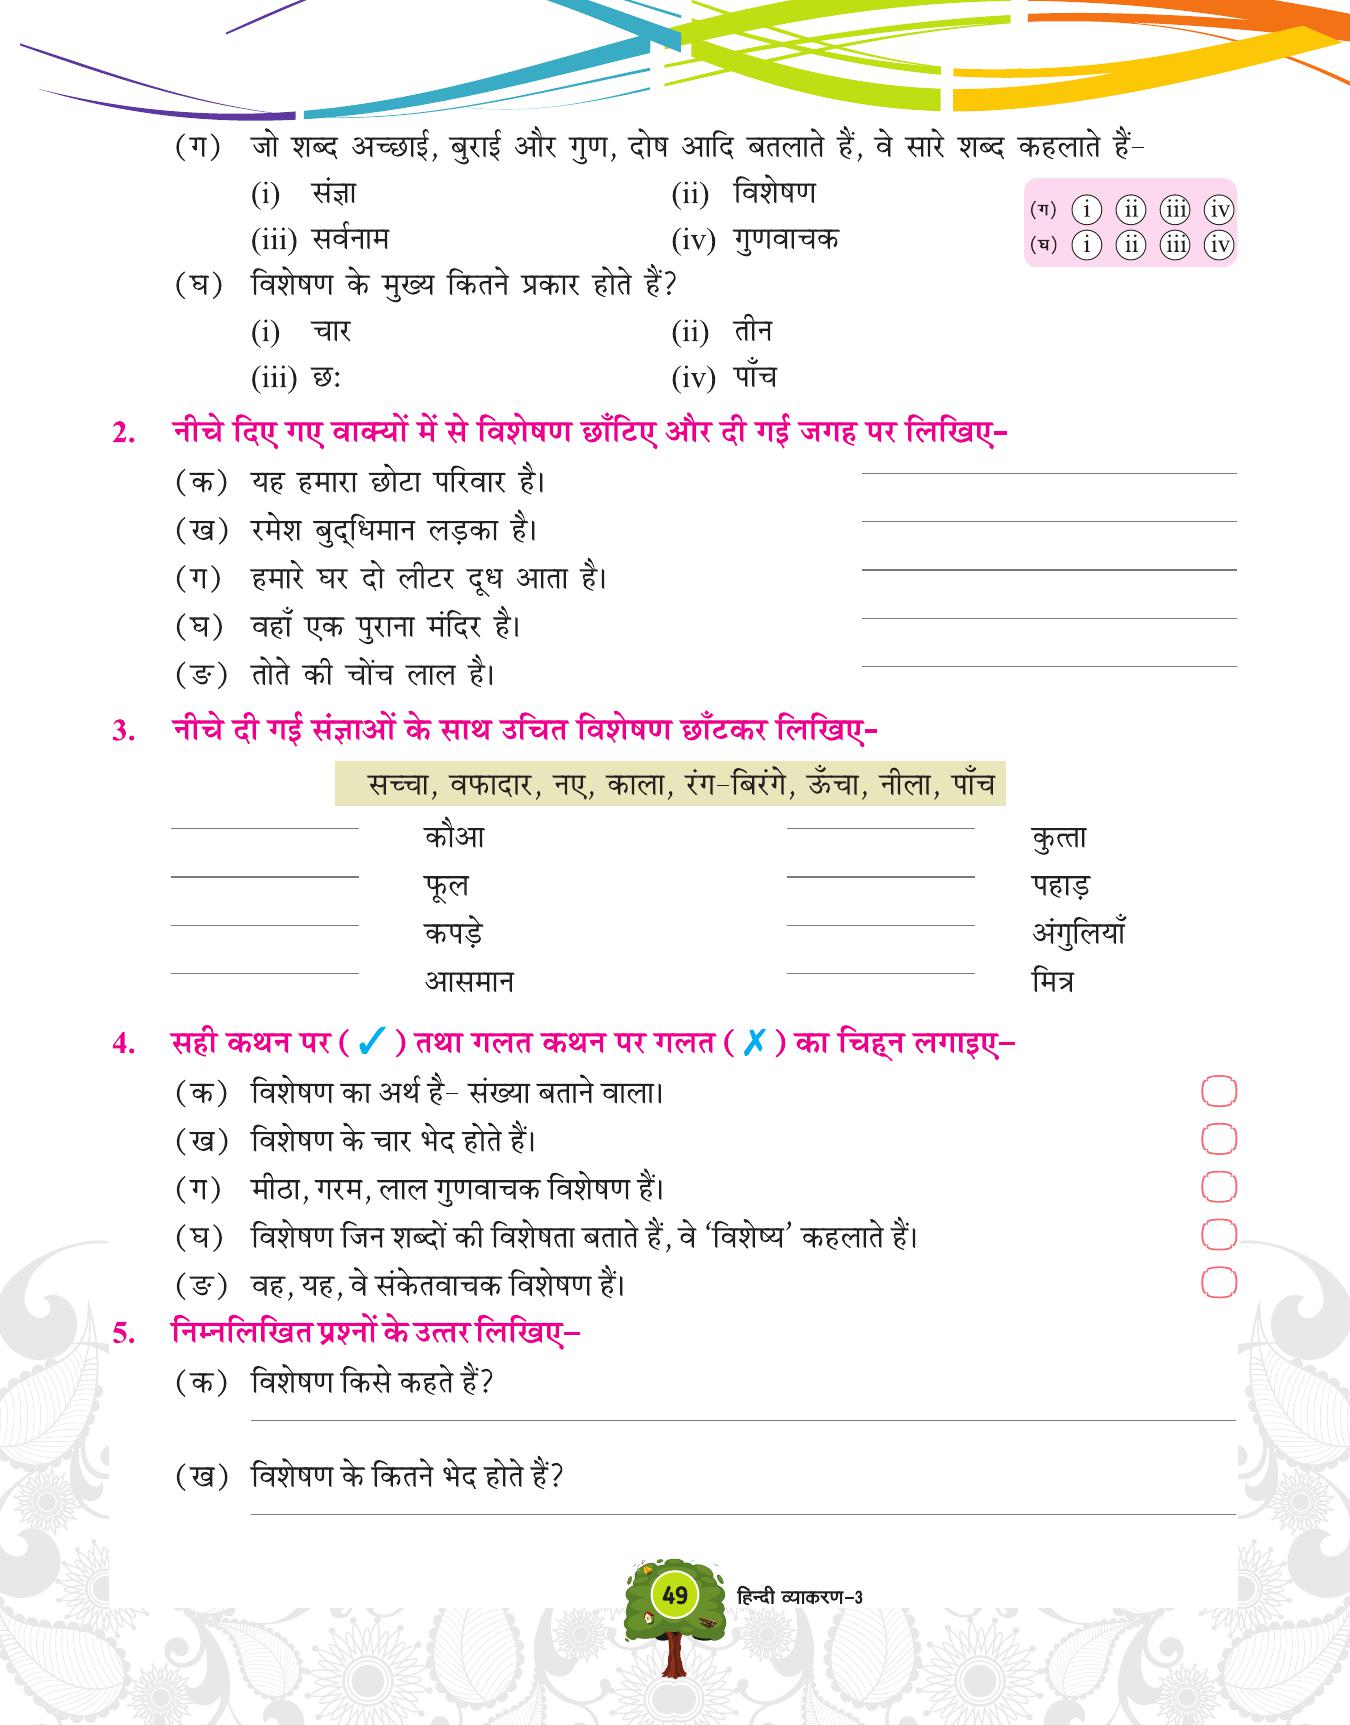 (ग) जो शब्द अच्छाई, बुराई और गुण, दोष आदि बतलाते हैं, वे सारे शब्द कहलाते हैं–
(i) संज्ञा (ii) विशेषण
(iii) सर्वनाम (iv) गुणवाचक
(ग) i ii iii iv
(घ) i ii iii iv
(घ) विशेषण के मुख्य कितने प्रकार होते हैं?
(i) चार (ii) तीन
(iii) छः (iv) पाँच
2. नीचे दिए गए वाक्यों में से विशेषण छाँटिए और दी गई जगह पर लिखिए–
(क) यह हमारा छोटा परिवार है।
(ख) रमेश बुद्‌धिमान लड़का है।
(ग) हमारे घर दो लीटर दूध आता है।
(घ) वहाँ एक पुराना मंदिर है।
(ङ) तोते की चोंच लाल है।
3. नीचे दी गई संज्ञाओं के साथ उचित विशेषण छाँटकर लिखिए–
सच्चा, वफादार, नए, काला, रंग–बिरंगे, ऊँचा, नीला, पाँच
कौआ कुत्ता
फूल पहाड़
कपड़े अंगुलियाँ
आसमान मित्र
4. सही कथन पर (✓) तथा गलत कथन पर गलत (✗) का चिह्‌न लगाइए–
(क) विशेषण का अर्थ है– संख्या बताने वाला।
(ख) विशेषण के चार भेद होते हैं।
(ग) मीठा, गरम, लाल गुणवाचक विशेषण हैं।
(घ) विशेषण जिन शब्दों की विशेषता बताते हैं, वे ‘विशेष्य’ कहलाते हैं।
(ङ) वह, यह, वे संकेतवाचक विशेषण हैं।
5. निम्नलिखित प्रश्नों के उत्तर लिखिए–
(क) विशेषण किसे कहते हैं?
(ख) विशेषण के कितने भेद होते हैं?
49 हिन्दी व्याकरण–3